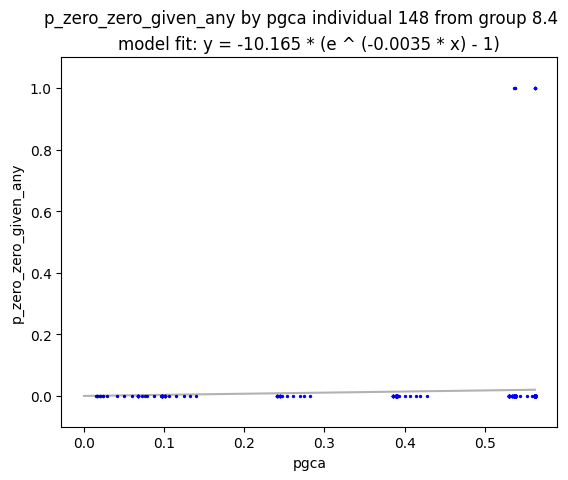 p_zero_zero_given_any by pgca individual 148 from group 8.4
model fit: y = -10.165 * (e ^ (-0.0035 * x) - 1)
1.0
0.8
0.6
0.4
0.2
0.0
p_zero_zero_given_any
0.0 0.1 0.2 0.3 0.4 0.5
pgca